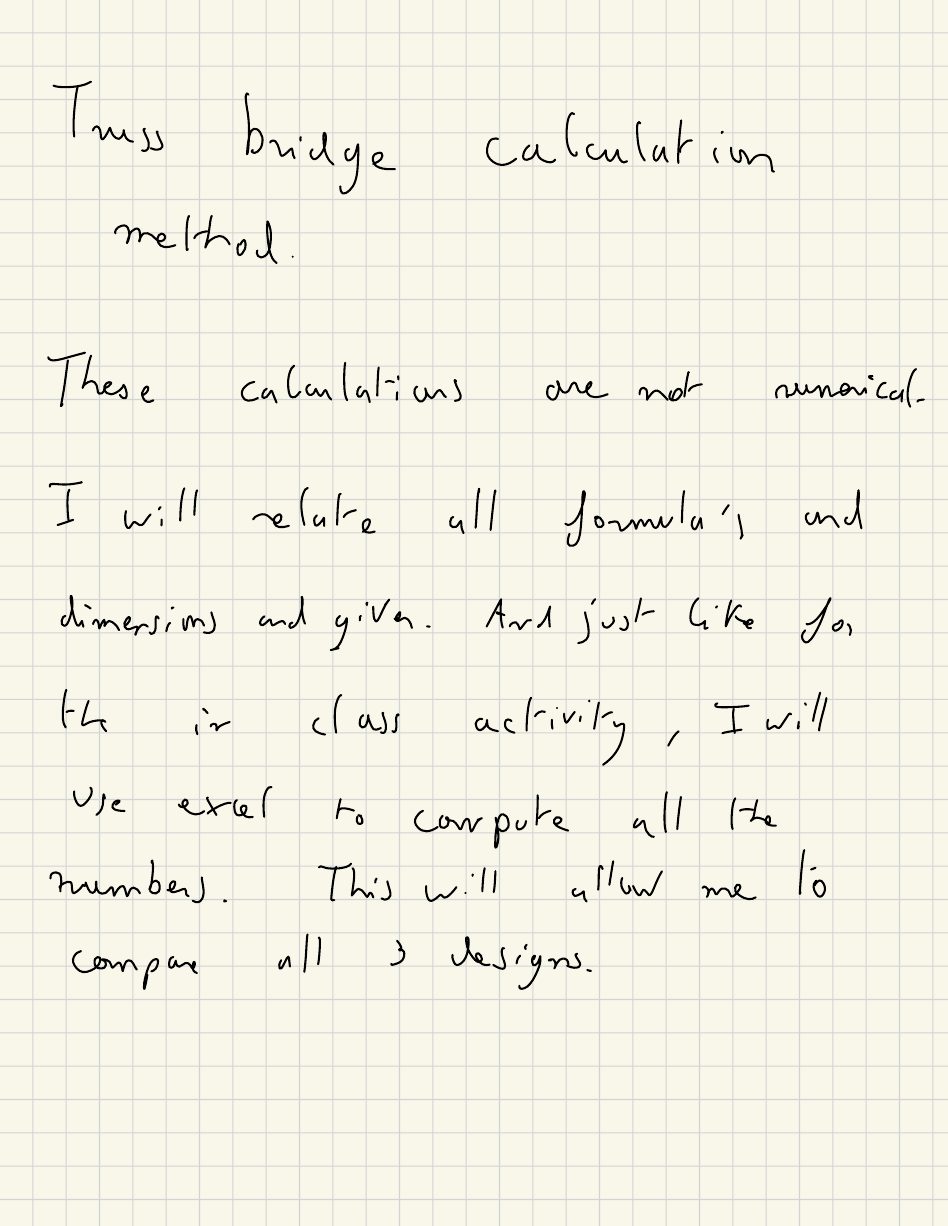 Truss bridge calculation
method.
These calculations are not numerical.
I will relate all formula's and
dimensions and given. And just like for
the in class activity, I will
use excel to compute all the
numbers. This will allow me to
compare all 3 designs.